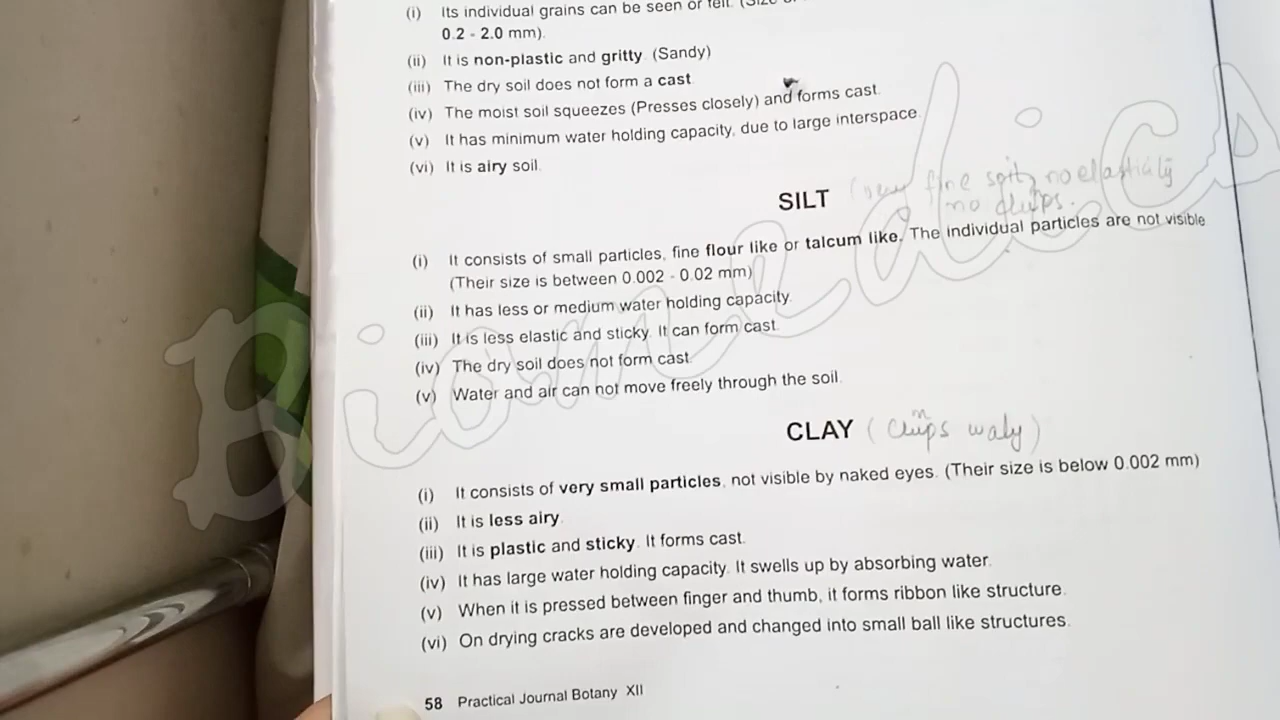 (i) Its individual grains can be seen or felt. (Size
0.2 - 2.0 mm).
(ii) It is non-plastic and gritty. (Sandy)
(iii) The dry soil does not form a cast.
(iv) The moist soil squeezes (Presses closely) and forms cast.
(v) It has minimum water holding capacity, due to large interspace.
(vi) It is airy soil.
SILT (very fine soil, no elasticity
no clumps.
(i) It consists of small particles, fine flour like or talcum like. The individual particles are not visible
(Their size is between 0.002 - 0.02 mm)
(ii) It has less or medium water holding capacity.
(iii) It is less elastic and sticky. It can form cast.
(iv) The dry soil does not form cast.
(v) Water and air can not move freely through the soil.
CLAY (clumps waly)
(i) It consists of very small particles, not visible by naked eyes. (Their size is below 0.002 mm)
(ii) It is less airy.
(iii) It is plastic and sticky. It forms cast.
(iv) It has large water holding capacity. It swells up by absorbing water.
(v) When it is pressed between finger and thumb, it forms ribbon like structure.
(vi) On drying cracks are developed and changed into small ball like structures.
58 Practical Journal Botany XII
Biomedics